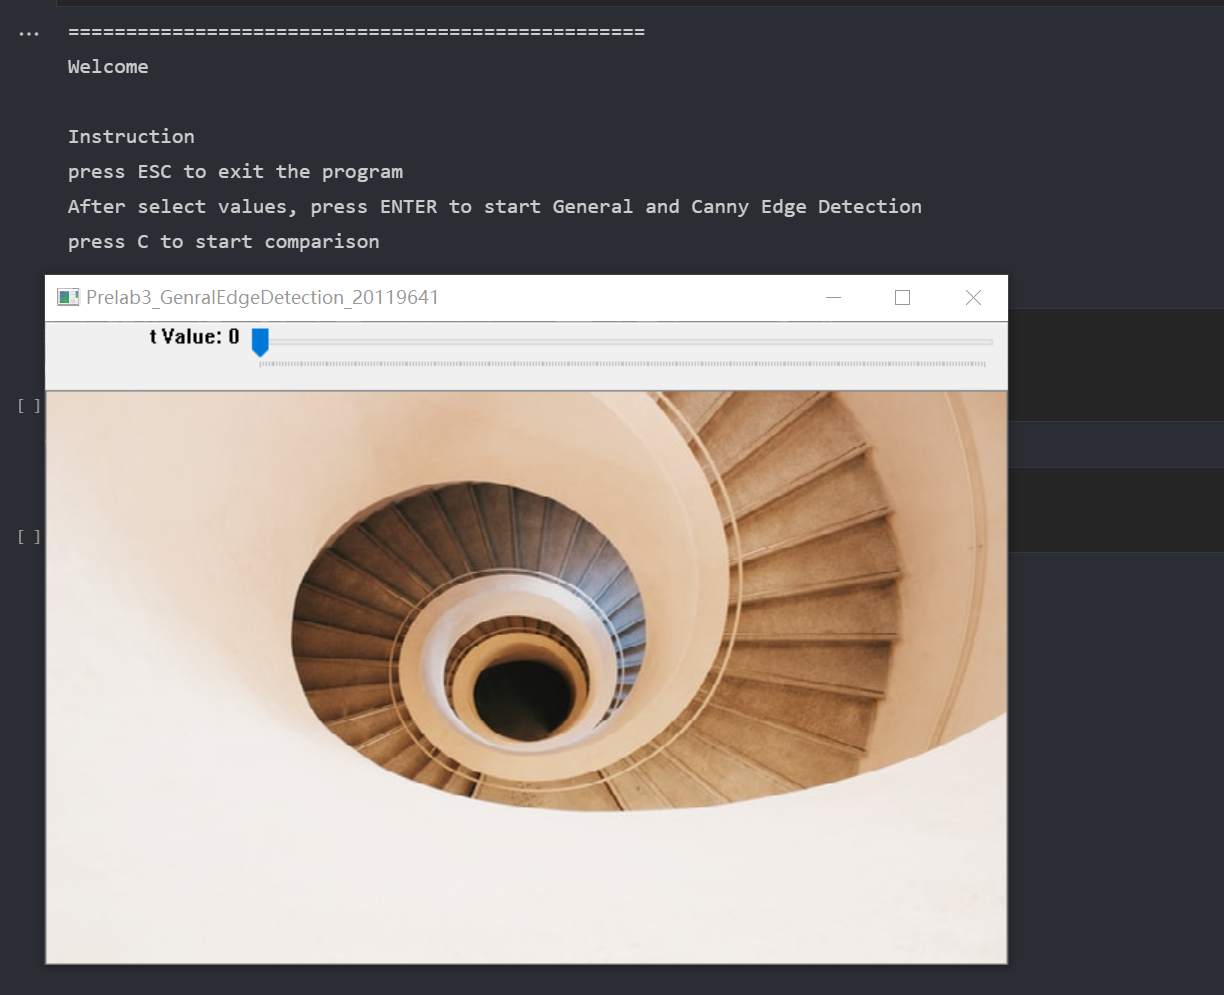 ... ==================================================
Welcome
Instruction
press ESC to exit the program
After select values, press ENTER to start General and Canny Edge Detection
press C to start comparison
Prelab3_GenralEdgeDetection_20119641
t Value: 0
[ ]
[ ]